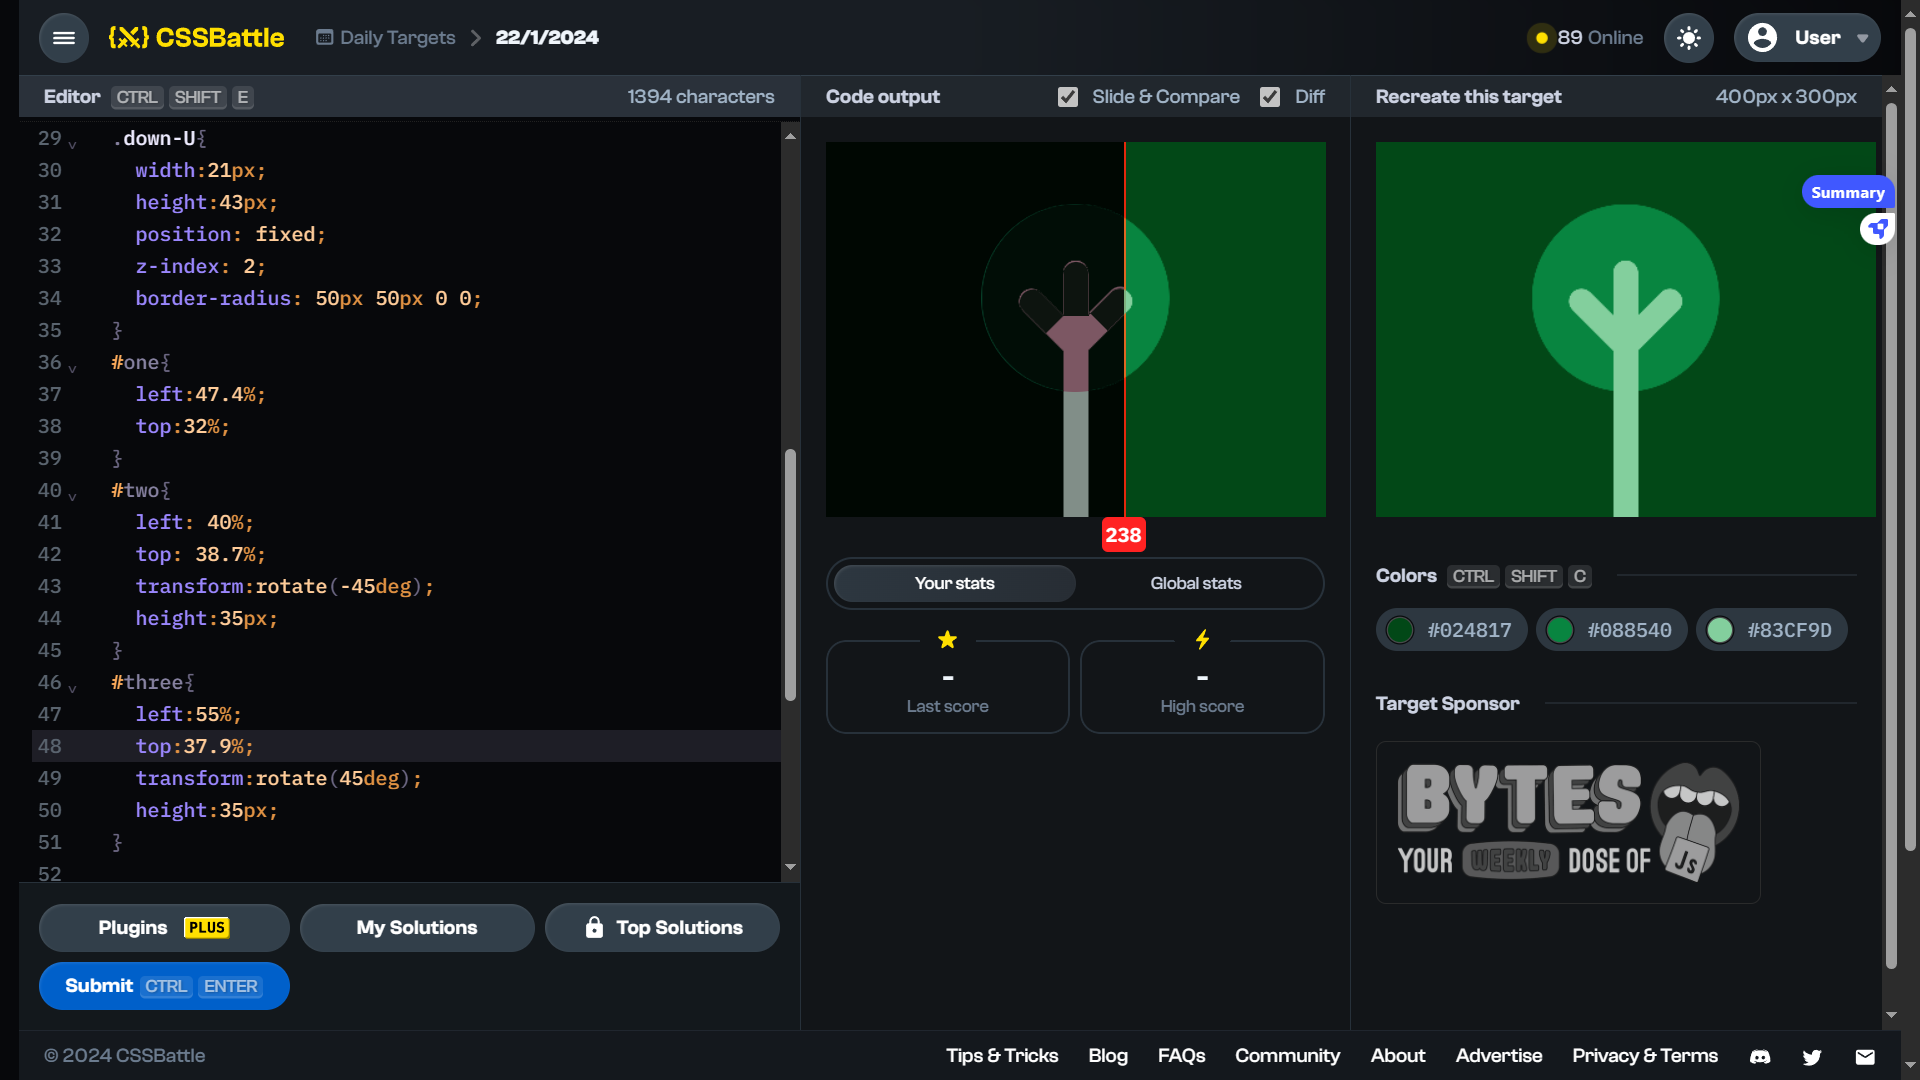 CSSBattle
Daily Targets
22/1/2024
89 Online
User
Editor CTRL SHIFT E
1394 characters
29 .down-U{
30 width:21px;
31 height:43px;
32 position: fixed;
33 z-index: 2;
34 border-radius: 50px 50px 0 0;
35 }
36 #one{
37 left:47.4%;
38 top:32%;
39 }
40 #two{
41 left: 40%;
42 top: 38.7%;
43 transform:rotate(-45deg);
44 height:35px;
45 }
46 #three{
47 left:55%;
48 top:37.9%;
49 transform:rotate(45deg);
50 height:35px;
51 }
52
Plugins PLUS
My Solutions
Top Solutions
Submit CTRL ENTER
Code output
Slide & Compare
Diff
238
Your stats
Global stats
-
Last score
-
High score
Recreate this target
400px x 300px
Summary
Colors CTRL SHIFT C
#024817
#088540
#83CF9D
Target Sponsor
BYTES
YOUR WEEKLY DOSE OF JS
© 2024 CSSBattle
Tips & Tricks
Blog
FAQs
Community
About
Advertise
Privacy & Terms